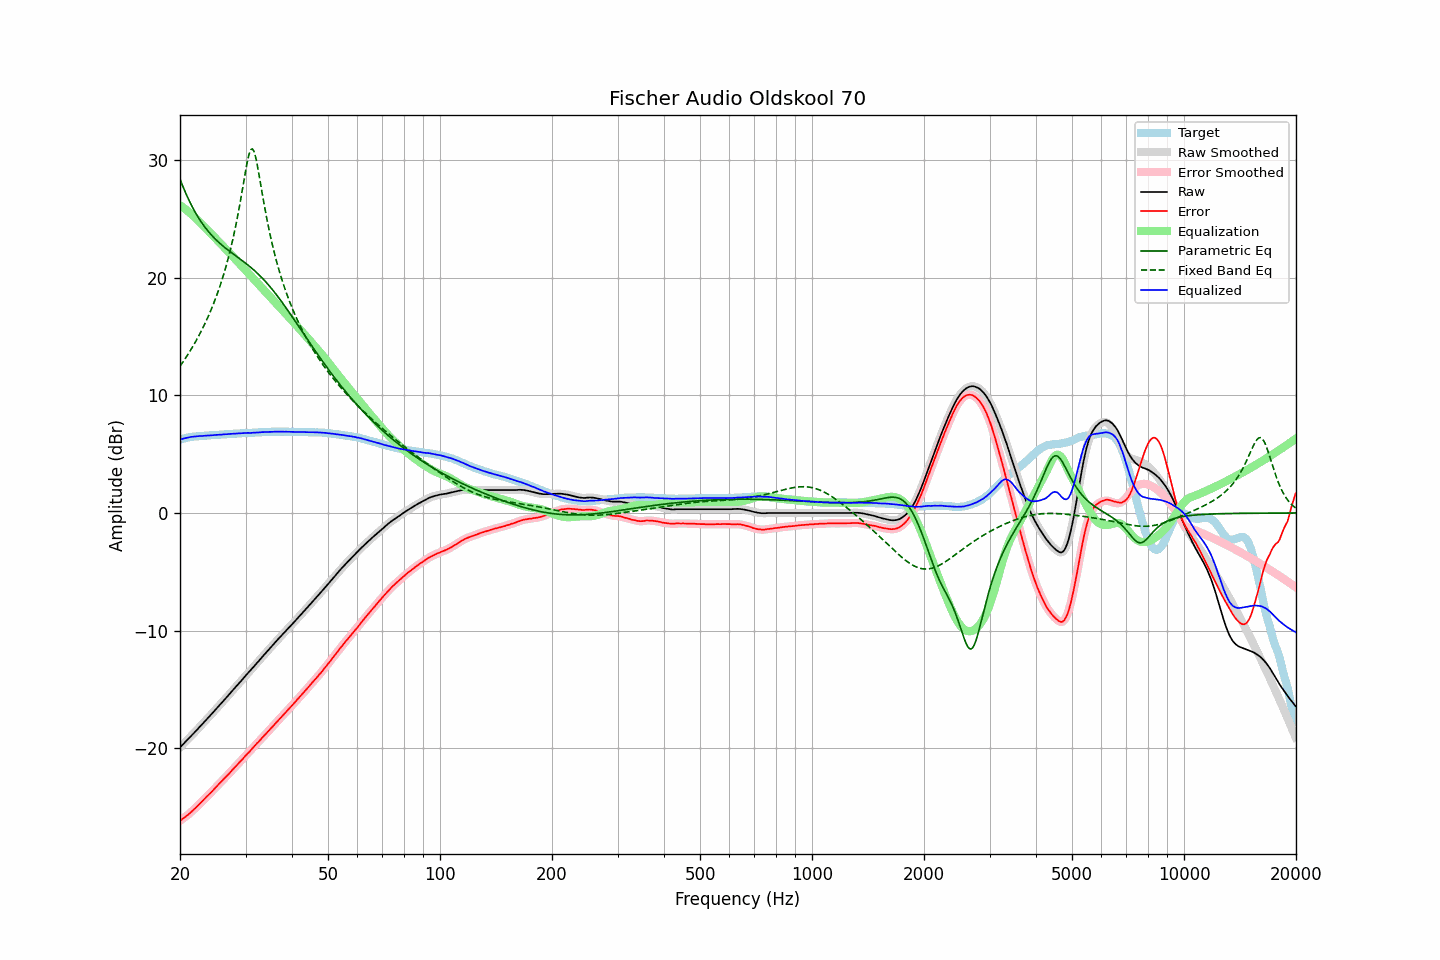 Fischer Audio Oldskool 70
Amplitude (dBr)
30
20
10
0
−10
−20
20
50
100
200
500
1000
2000
5000
10000
20000
Frequency (Hz)
Target
Raw Smoothed
Error Smoothed
Raw
Error
Equalization
Parametric Eq
Fixed Band Eq
Equalized